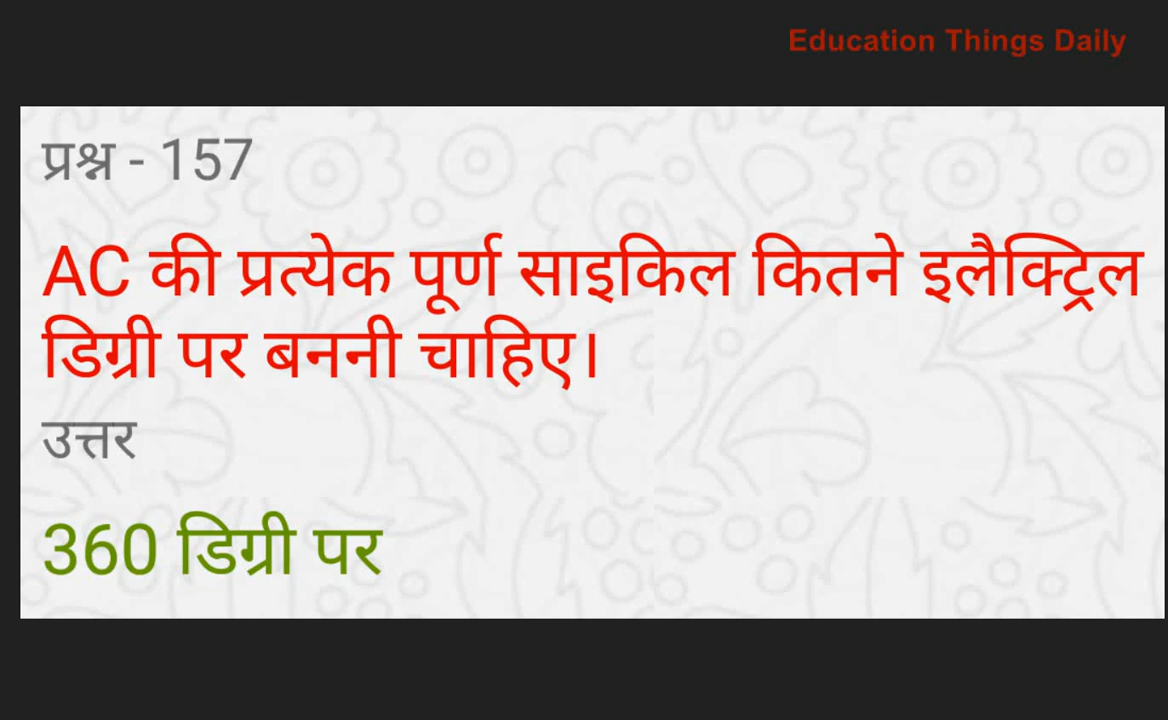 Education Things Daily
प्रश्न - 157
AC की प्रत्येक पूर्ण साइकिल कितने इलैक्ट्रिल
डिग्री पर बननी चाहिए।
उत्तर
360 डिग्री पर